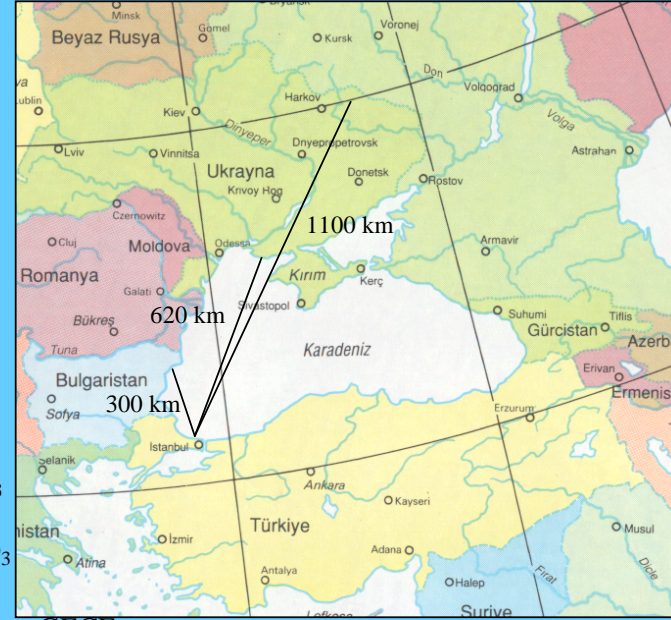 Minsk
Gomel
Voronej
Beyaz Rusya
Kursk
Don
Volgograd
Kiev
Harkov
Volga
Dinyeper
Lviv
Vinnitsa
Dnyepropetrovsk
Astrahan
Ukrayna
Donetsk
Krivoy Hog
Rostov
Czernowitz
1100 km
Cluj
Moldova
Odessa
Armavir
Romanya
Kırım
Kerç
Galati
Sivastopol
620 km
Suhumi
Tiflis
Bükreş
Gürcistan
Karadeniz
Azerb
Tuna
Erivan
Bulgaristan
Ermenis
300 km
Sofya
Erzurum
İstanbul
Selanik
Ankara
Kayseri
nistan
Türkiye
Musul
İzmir
Adana
Atina
Antalya
Halep
Fırat
Dicle
Suriye